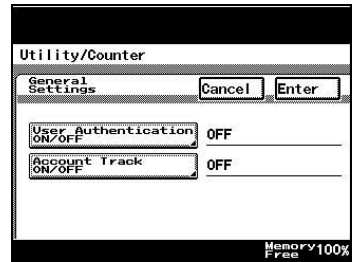 Utility/Counter
General
Settings
Cancel
Enter
User Authentication
ON/OFF
OFF
Account Track
ON/OFF
OFF
Memory
Free
100%